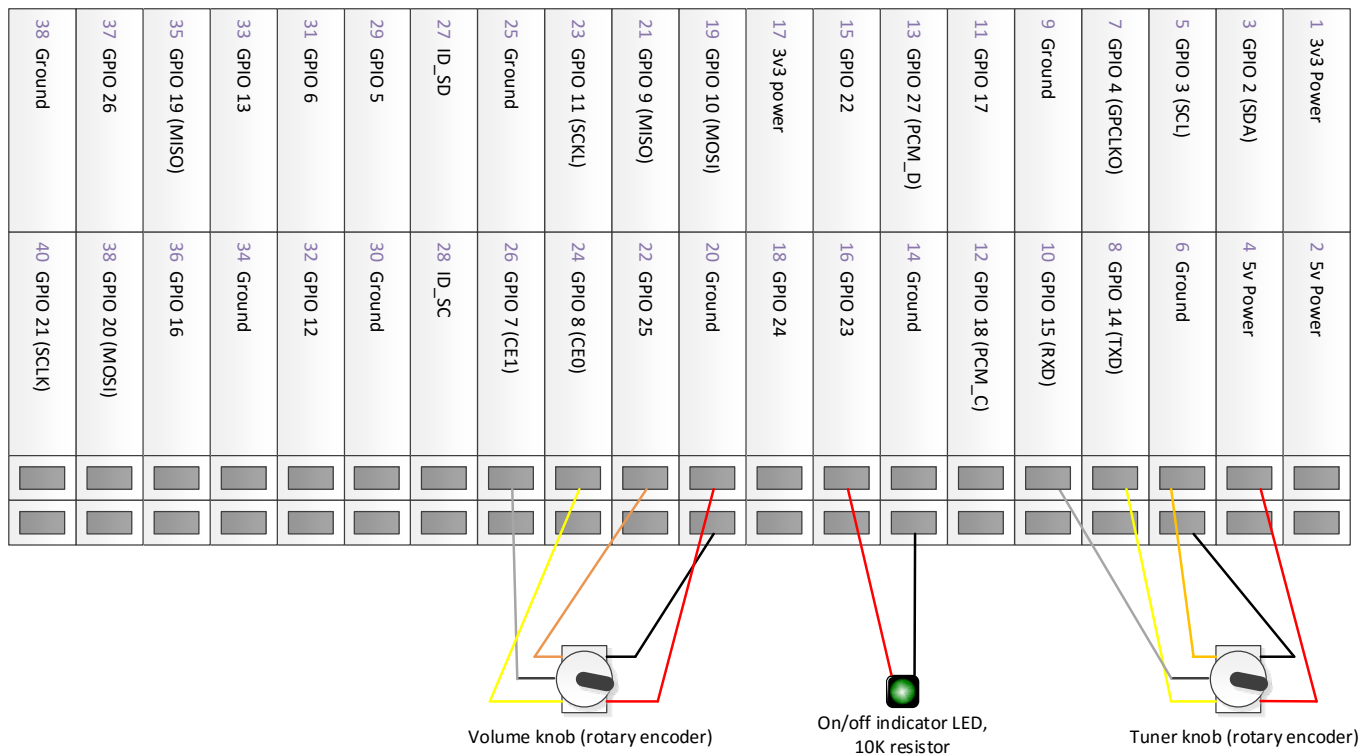 38 Ground
37 GPIO 26
35 GPIO 19 (MISO)
33 GPIO 13
31 GPIO 6
29 GPIO 5
27 ID_SD
25 Ground
23 GPIO 11 (SCKL)
21 GPIO 9 (MISO)
19 GPIO 10 (MOSI)
17 3v3 power
15 GPIO 22
13 GPIO 27 (PCM_D)
11 GPIO 17
9 Ground
7 GPIO 4 (GPCLKO)
5 GPIO 3 (SCL)
3 GPIO 2 (SDA)
1 3v3 Power
40 GPIO 21 (SCLK)
38 GPIO 20 (MOSI)
36 GPIO 16
34 Ground
32 GPIO 12
30 Ground
28 ID_SC
26 GPIO 7 (CE1)
24 GPIO 8 (CE0)
22 GPIO 25
20 Ground
18 GPIO 24
16 GPIO 23
14 Ground
12 GPIO 18 (PCM_C)
10 GPIO 15 (RXD)
8 GPIO 14 (TXD)
6 Ground
4 5v Power
2 5v Power
Volume knob (rotary encoder)
On/off indicator LED,
10K resistor
Tuner knob (rotary encoder)